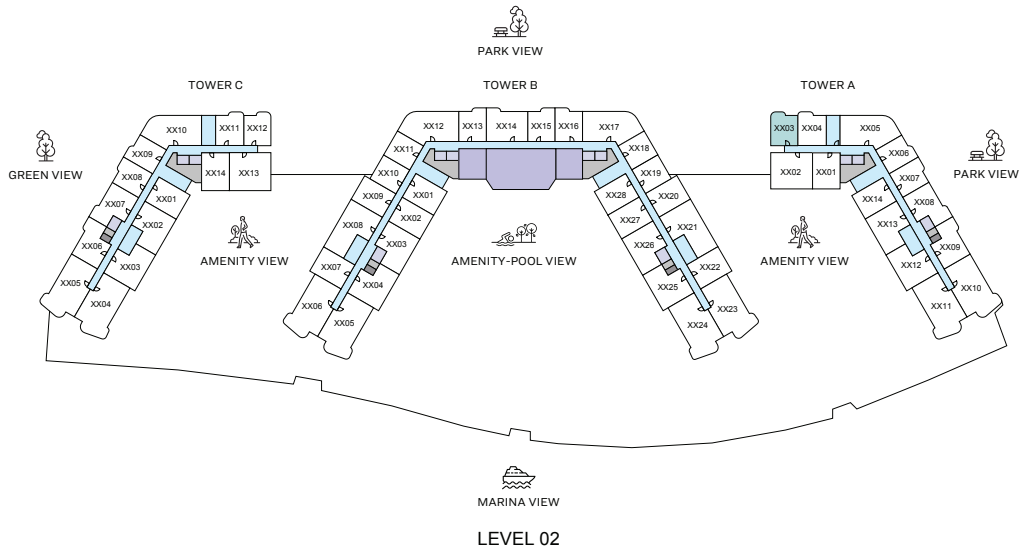 PARK VIEW
TOWER C
TOWER B
TOWER A
XX10
XX11
XX12
XX09
XX08
XX07
XX06
XX05
XX04
XX03
XX02
XX01
XX14
XX13
XX12
XX13
XX14
XX15
XX16
XX17
XX11
XX10
XX09
XX08
XX07
XX06
XX05
XX04
XX03
XX02
XX01
XX18
XX19
XX20
XX21
XX22
XX23
XX24
XX25
XX26
XX27
XX28
XX03
XX04
XX05
XX02
XX01
XX06
XX07
XX08
XX09
XX10
XX11
XX12
XX13
XX14
GREEN VIEW
PARK VIEW
AMENITY VIEW
AMENITY-POOL VIEW
AMENITY VIEW
MARINA VIEW
LEVEL 02